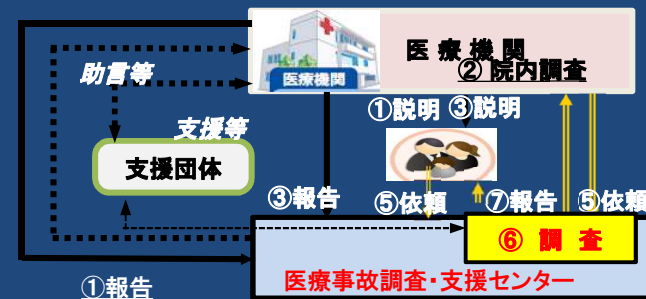 医療機関
② 院内調査
医療機関
助言等
①説明 ③説明
支援等
支援団体
③報告
⑤依頼
⑦報告
⑤依頼
⑥ 調 査
医療事故調査・支援センター
①報告